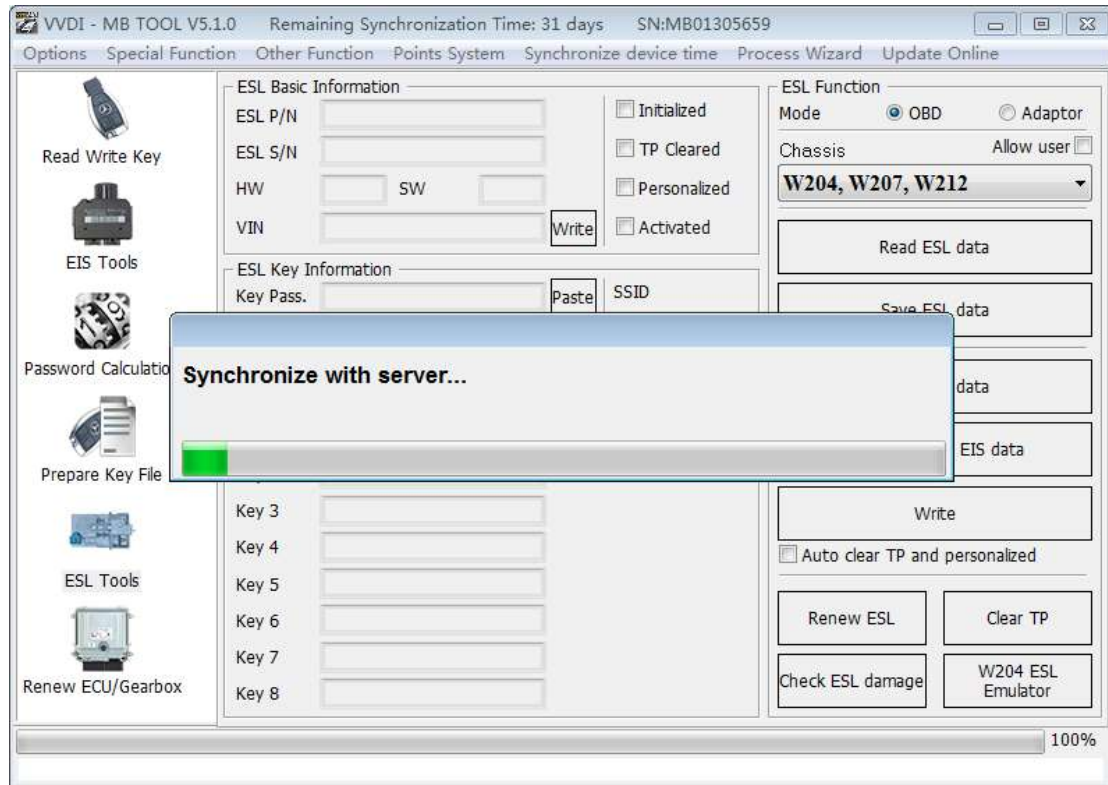 VVDI - MB TOOL V5.1.0 Remaining Synchronization Time: 31 days SN:MB01305659
Options Special Function Other Function Points System Synchronize device time Process Wizard Update Online
Read Write Key
EIS Tools
Password Calculatio
Prepare Key File
ESL Tools
Renew ECU/Gearbox
ESL Basic Information
ESL P/N
Initialized
ESL S/N
TP Cleared
HW SW
Personalized
VIN
Write
Activated
ESL Key Information
Key Pass.
Paste
SSID
Synchronize with server...
Key 3
Key 4
Key 5
Key 6
Key 7
Key 8
ESL Function
Mode OBD Adaptor
Chassis Allow user
W204, W207, W212
Read ESL data
Save ESL data
data
EIS data
Write
Auto clear TP and personalized
Renew ESL
Clear TP
Check ESL damage
W204 ESL
Emulator
100%